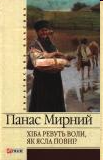 Панас Мирний
ХІБА РЕВУТЬ ВОЛИ,
ЯК ЯСЛА ПОВНІ?